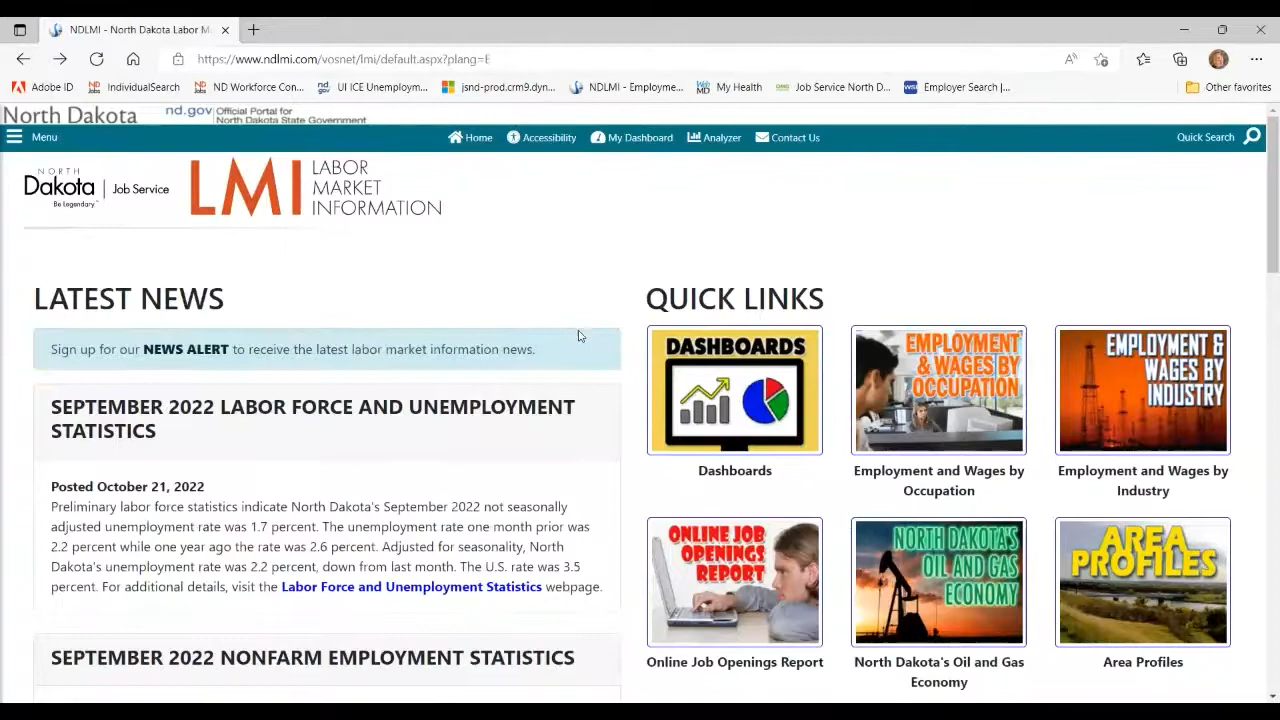 NDLMI - North Dakota Labor M
https://www.ndlmi.com/vosnet/lmi/default.aspx?plang=E
Adobe ID
IndividualSearch
ND Workforce Con...
UI ICE Unemploym...
jsnd-prod.crm9.dyn...
NDLMI - Employme...
My Health
Job Service North D...
Employer Search |...
Other favorites
North Dakota
nd.gov
Official Portal for
North Dakota State Government
Menu
Home
Accessibility
My Dashboard
Analyzer
Contact Us
Quick Search
NORTH
Dakota
Be Legendary
Job Service
LMI
LABOR
MARKET
INFORMATION
LATEST NEWS
Sign up for our NEWS ALERT to receive the latest labor market information news.
SEPTEMBER 2022 LABOR FORCE AND UNEMPLOYMENT
STATISTICS
Posted October 21, 2022
Preliminary labor force statistics indicate North Dakota's September 2022 not seasonally
adjusted unemployment rate was 1.7 percent. The unemployment rate one month prior was
2.2 percent while one year ago the rate was 2.6 percent. Adjusted for seasonality, North
Dakota's unemployment rate was 2.2 percent, down from last month. The U.S. rate was 3.5
percent. For additional details, visit the Labor Force and Unemployment Statistics webpage.
SEPTEMBER 2022 NONFARM EMPLOYMENT STATISTICS
QUICK LINKS
DASHBOARDS
Dashboards
EMPLOYMENT
& WAGES BY
OCCUPATION
Employment and Wages by
Occupation
EMPLOYMENT &
WAGES BY
INDUSTRY
Employment and Wages by
Industry
ONLINE JOB
OPENINGS
REPORT
Online Job Openings Report
NORTH DAKOTA'S
OIL AND GAS
ECONOMY
North Dakota's Oil and Gas
Economy
AREA
PROFILES
Area Profiles